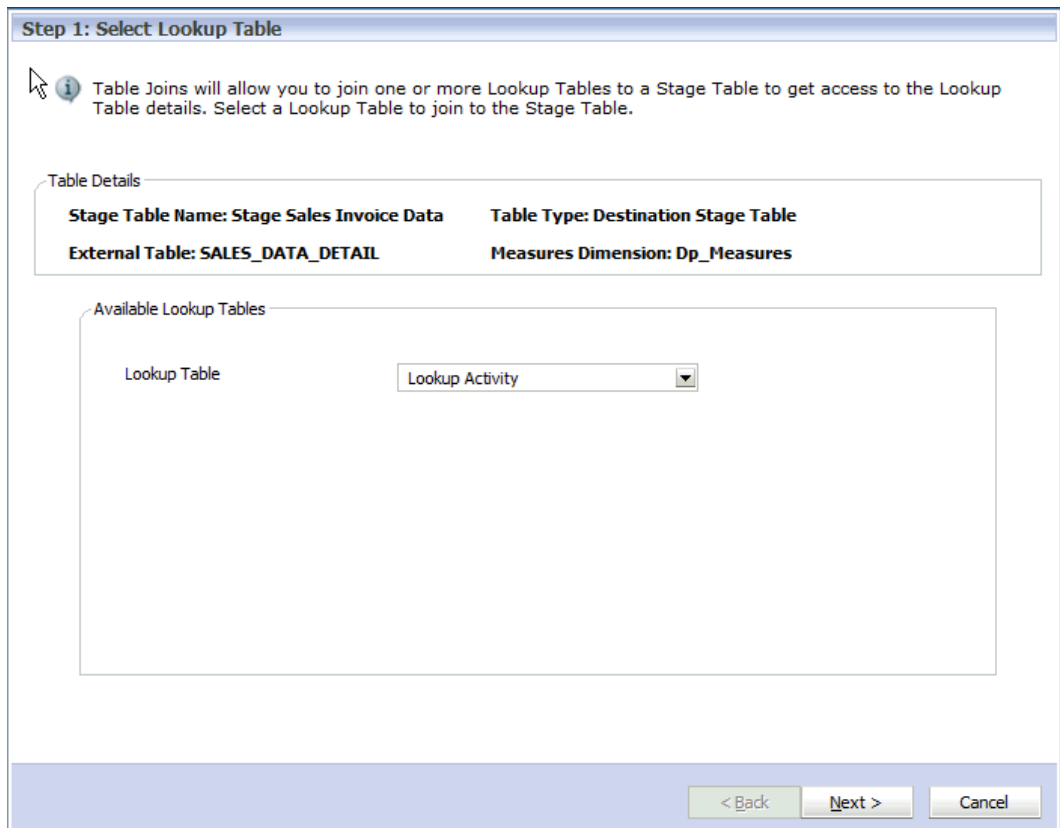 Step 1: Select Lookup Table
Table Joins will allow you to join one or more Lookup Tables to a Stage Table to get access to the Lookup
Table details. Select a Lookup Table to join to the Stage Table.
Table Details
Stage Table Name: Stage Sales Invoice Data Table Type: Destination Stage Table
External Table: SALES_DATA_DETAIL Measures Dimension: Dp_Measures
Available Lookup Tables
Lookup Table Lookup Activity
< Back Next > Cancel